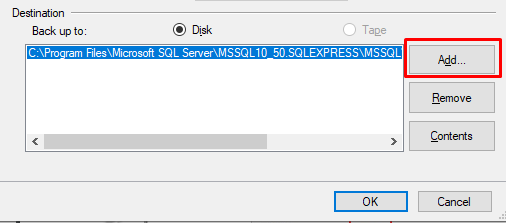 Destination
Back up to:
Disk
Tape
C:\Program Files\Microsoft SQL Server\MSSQL10_50.SQLEXPRESS\MSSQL
Add...
Remove
Contents
OK
Cancel